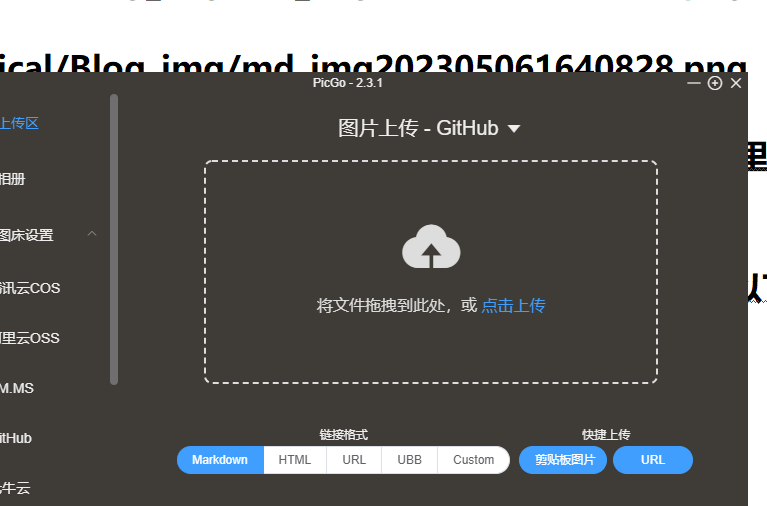 ical/Blog_img/md_img202305061640828.png
PicGo - 2.3.1
上传区
图片上传 - GitHub
相册
图床设置
讯云COS
里云OSS
M.MS
itHub
牛云
将文件拖拽到此处，或 点击上传
链接格式
快捷上传
Markdown HTML URL UBB Custom
剪贴板图片 URL
里
以下